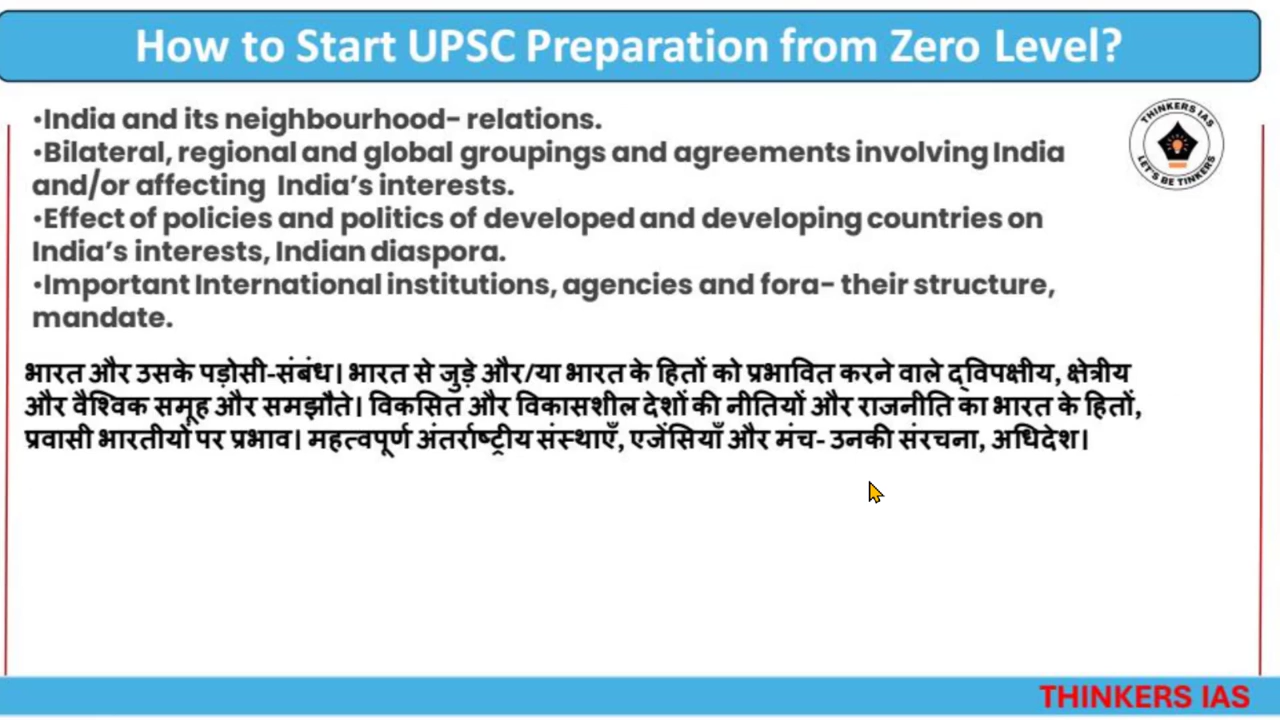 How to Start UPSC Preparation from Zero Level?
•India and its neighbourhood- relations.
•Bilateral, regional and global groupings and agreements involving India
and/or affecting India's interests.
•Effect of policies and politics of developed and developing countries on
India's interests, Indian diaspora.
•Important International institutions, agencies and fora- their structure,
mandate.
THINKERS IAS
LET'S BE TINKERS
भारत और उसके पड़ोसी-संबंध। भारत से जुड़े और/या भारत के हितों को प्रभावित करने वाले द्विपक्षीय, क्षेत्रीय
और वैश्विक समूह और समझौते। विकसित और विकासशील देशों की नीतियों और राजनीति का भारत के हितों,
प्रवासी भारतीयों पर प्रभाव। महत्वपूर्ण अंतर्राष्ट्रीय संस्थाएँ, एजेंसियाँ और मंच- उनकी संरचना, अधिदेश।
THINKERS IAS